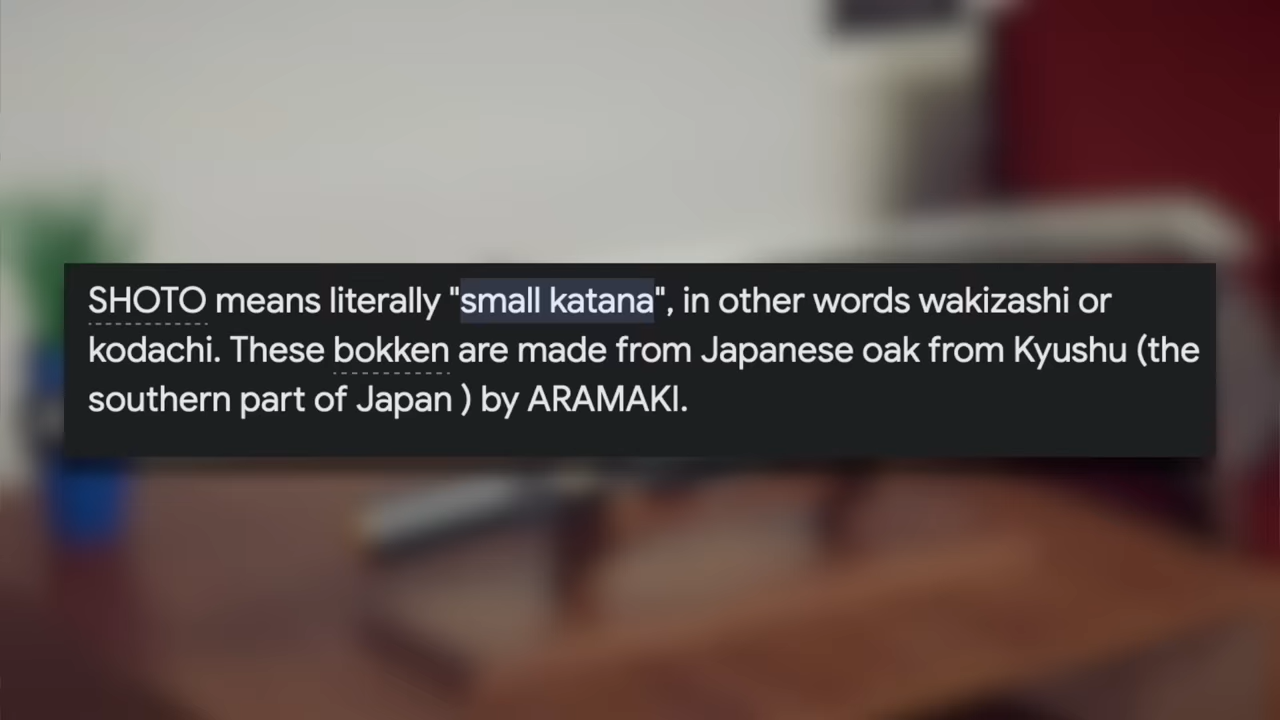 SHOTO means literally "small katana", in other words wakizashi or
kodachi. These bokken are made from Japanese oak from Kyushu (the
southern part of Japan ) by ARAMAKI.